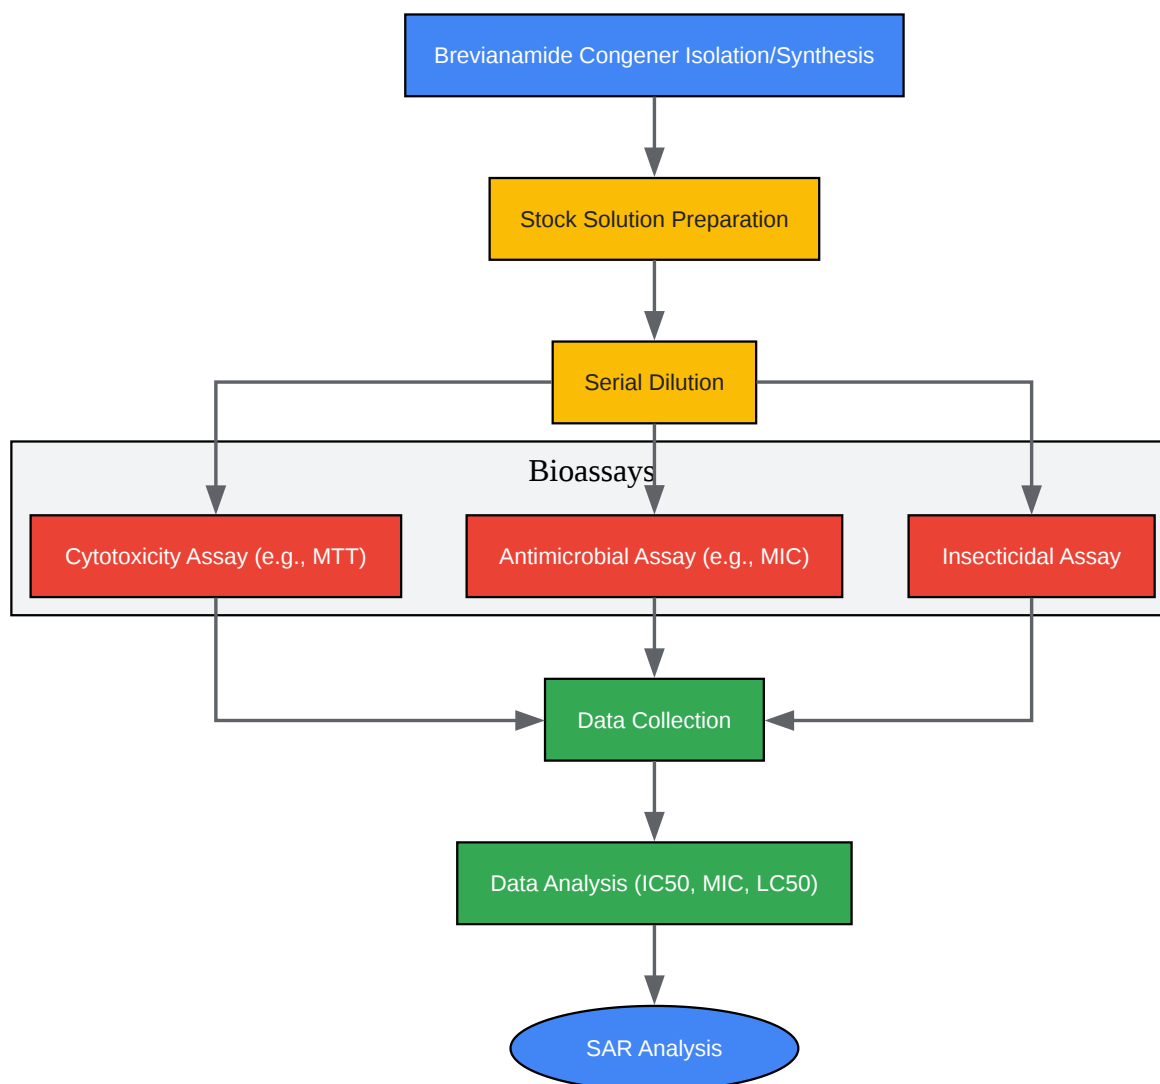 Brevianamide Congener Isolation/Synthesis
Stock Solution Preparation
Serial Dilution
Bioassays
Cytotoxicity Assay (e.g., MTT)
Antimicrobial Assay (e.g., MIC)
Insecticidal Assay
Data Collection
Data Analysis (IC50, MIC, LC50)
SAR Analysis